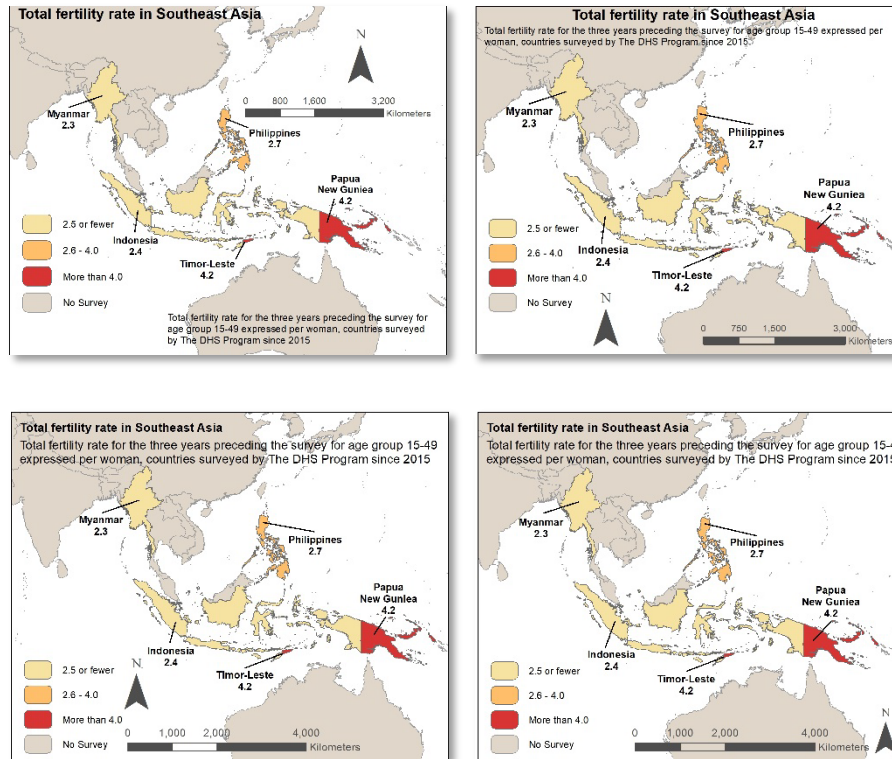 Total fertility rate in Southeast Asia
N
0 800 1,600 3,200
Kilometers
Myanmar
2.3
Philippines
2.7
Papua
New Guniea
4.2
2.5 or fewer
2.6 - 4.0
More than 4.0
No Survey
Indonesia
2.4
Timor-Leste
4.2
Total fertility rate for the three years preceding the survey for
age group 15-49 expressed per woman, countries surveyed
by The DHS Program since 2015
Total fertility rate in Southeast Asia
Total fertility rate for the three years preceding the survey for age group 15-49 expressed per
woman, countries surveyed by The DHS Program since 2015
Myanmar
2.3
Philippines
2.7
Papua
New Guniea
4.2
2.5 or fewer
2.6 - 4.0
More than 4.0
No Survey
Indonesia
2.4
Timor-Leste
4.2
N
0 750 1,500 3,000
Kilometers
Total fertility rate in Southeast Asia
Total fertility rate for the three years preceding the survey for age group 15-49
expressed per woman, countries surveyed by The DHS Program since 2015
Myanmar
2.3
Philippines
2.7
Papua
New Guniea
4.2
Indonesia
2.4
Timor-Leste
4.2
2.5 or fewer
2.6 - 4.0
More than 4.0
No Survey
N
0 1,000 2,000 4,000
Kilometers
Total fertility rate in Southeast Asia
Total fertility rate for the three years preceding the survey for age group 15-4
expressed per woman, countries surveyed by The DHS Program since 2015
Myanmar
2.3
Philippines
2.7
Papua
New Guniea
4.2
Indonesia
2.4
Timor-Leste
4.2
2.5 or fewer
2.6 - 4.0
More than 4.0
No Survey
N
0 1,000 2,000 4,000
Kilometers